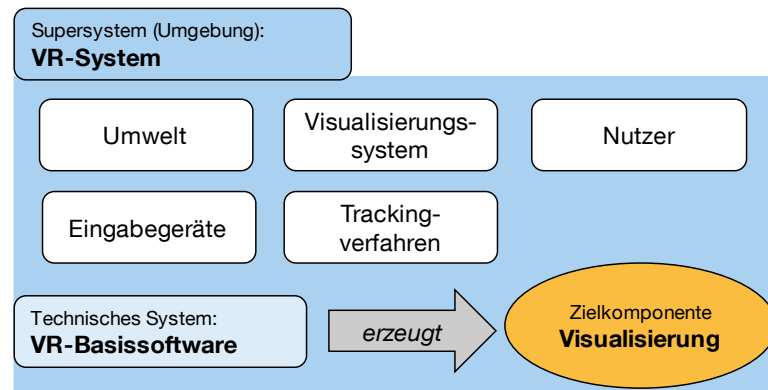 Supersystem (Umgebung):
VR-System
Umwelt
Visualisierungs-
system
Nutzer
Eingabegeräte
Tracking-
verfahren
Technisches System:
VR-Basissoftware
erzeugt
Zielkomponente
Visualisierung